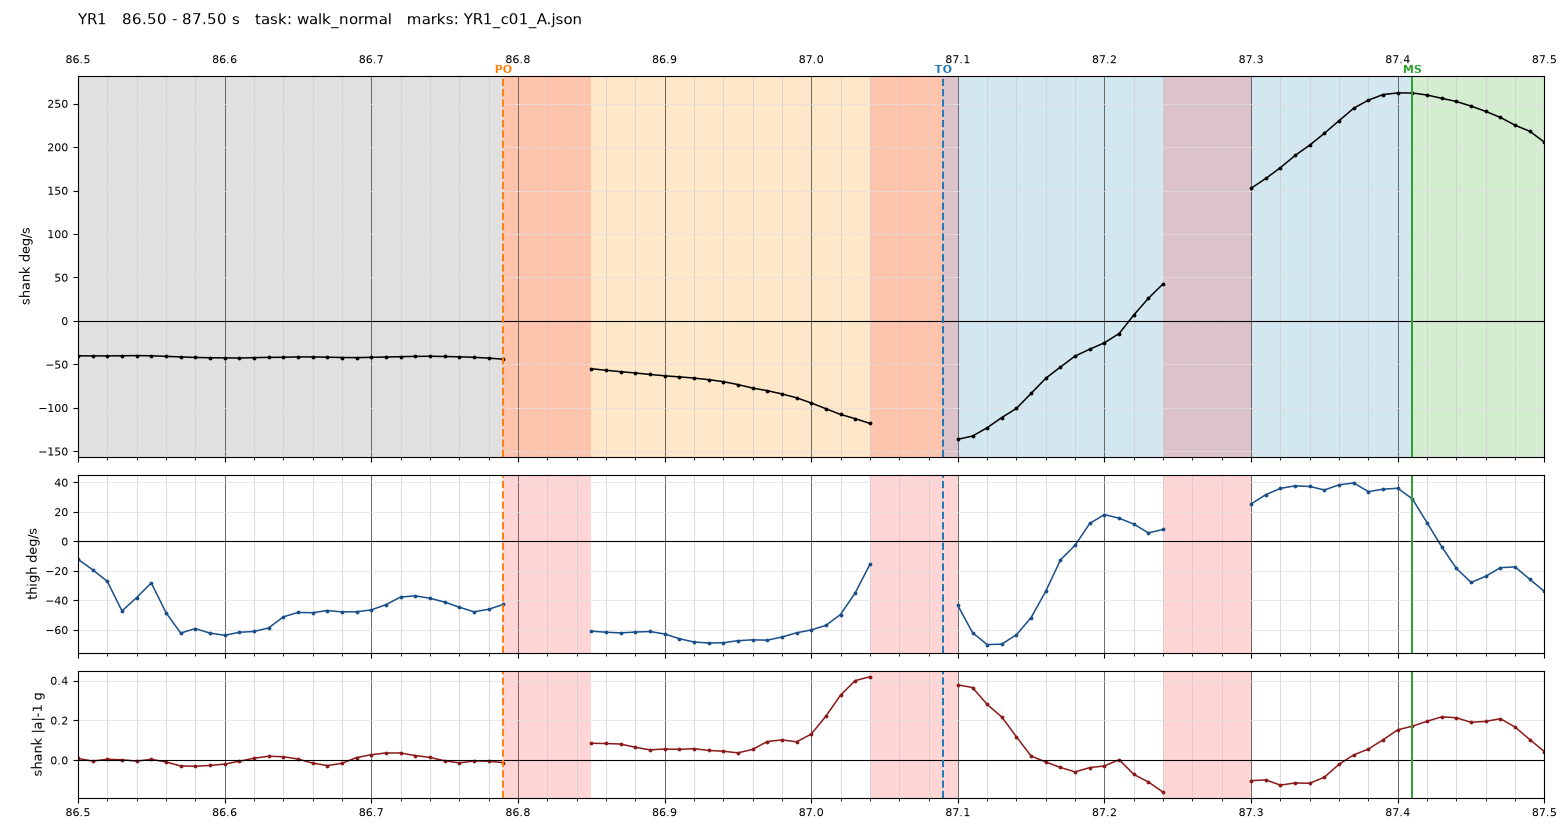 YR1   86.50 - 87.50 s   task: walk_normal   marks: YR1_c01_A.json
86.5 86.6 86.7 86.8 86.9 87.0 87.1 87.2 87.3 87.4 87.5
PO TO MS
shank deg/s
250
200
150
100
50
0
−50
−100
−150
thigh deg/s
40
20
0
−20
−40
−60
shank |a|-1 g
0.4
0.2
0.0
86.5 86.6 86.7 86.8 86.9 87.0 87.1 87.2 87.3 87.4 87.5